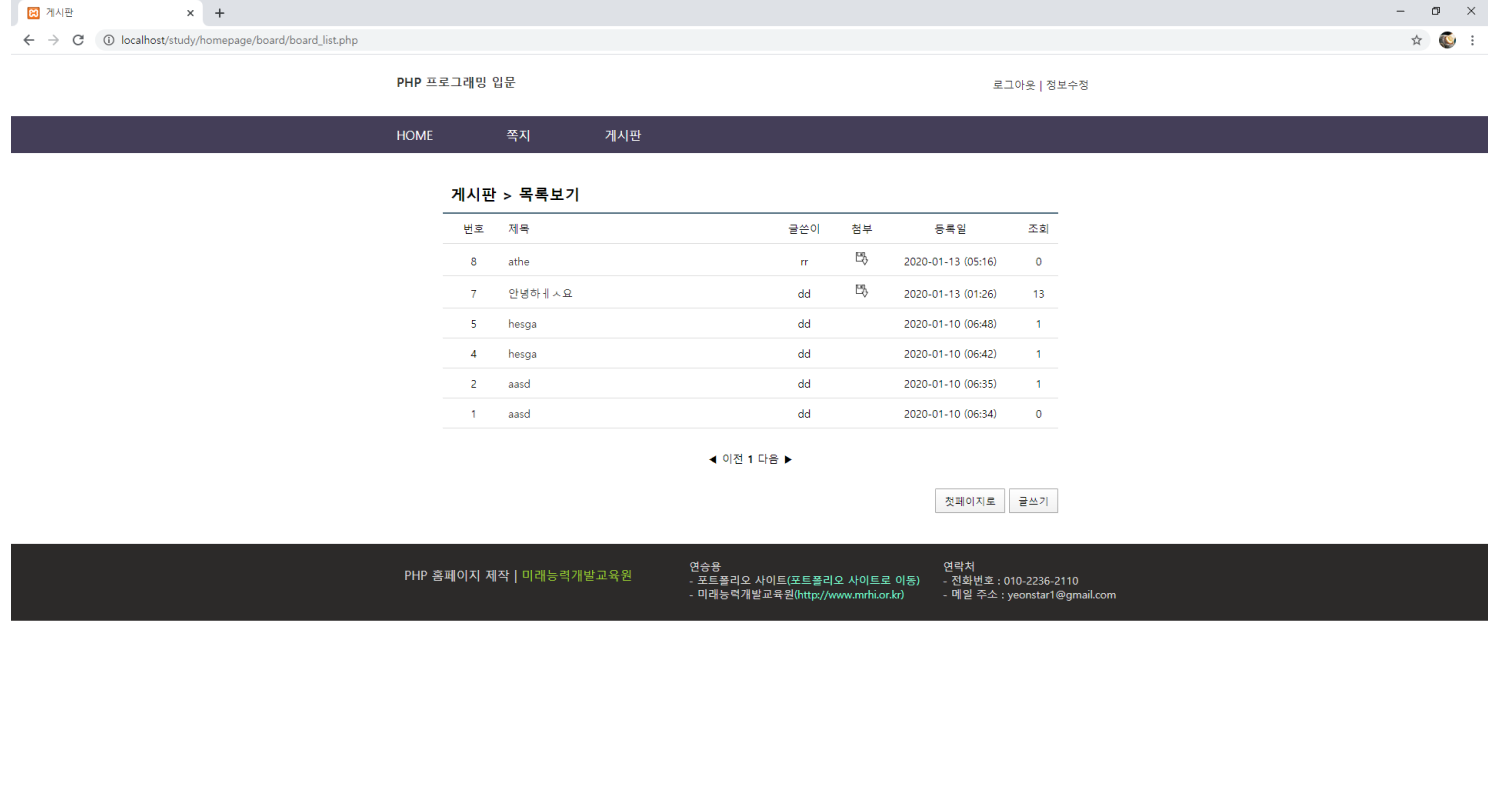 게시판
localhost/study/homepage/board/board_list.php
PHP 프로그래밍 입문
로그아웃 | 정보수정
HOME 쪽지 게시판
게시판 > 목록보기
번호 제목 글쓴이 첨부 등록일 조회
8 athe rr 2020-01-13 (05:16) 0
7 안녕하ㅔㅅ요 dd 2020-01-13 (01:26) 13
5 hesga dd 2020-01-10 (06:48) 1
4 hesga dd 2020-01-10 (06:42) 1
2 aasd dd 2020-01-10 (06:35) 1
1 aasd dd 2020-01-10 (06:34) 0
◀ 이전 1 다음 ▶
첫페이지로 글쓰기
PHP 홈페이지 제작 | 미래능력개발교육원
연승용
- 포트폴리오 사이트(포트폴리오 사이트로 이동)
- 미래능력개발교육원(http://www.mrhi.or.kr)
연락처
- 전화번호 : 010-2236-2110
- 메일 주소 : yeonstar1@gmail.com